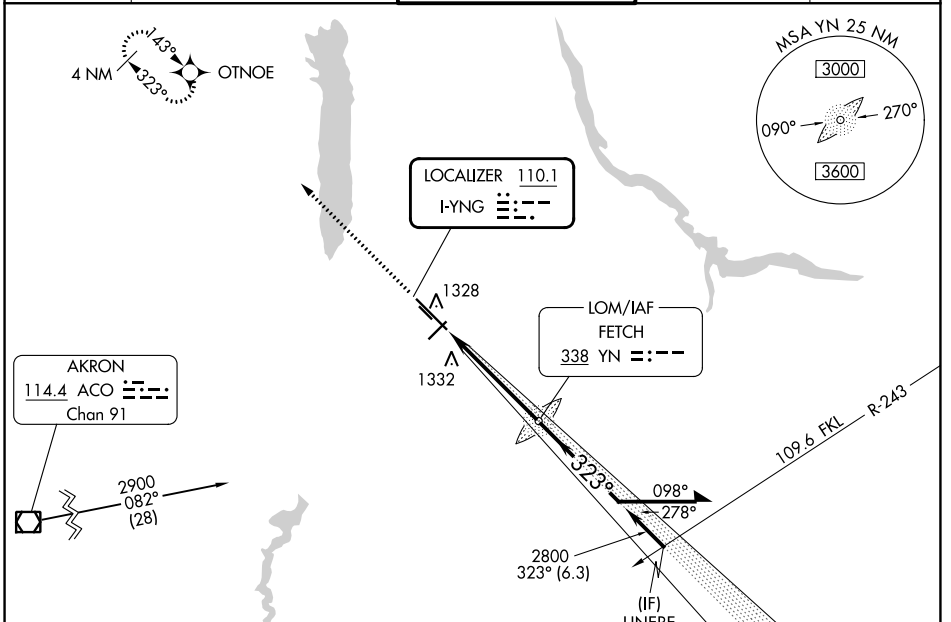 143°
323°
4 NM
OTNOE
MSA YN 25 NM
3000
090°
270°
3600
LOCALIZER 110.1
I-YNG
1328
1332
LOM/IAF
FETCH
338 YN
AKRON
114.4 ACO
Chan 91
2900
082°
(28)
109.6 FKL R-243
323°
098°
278°
2800
323° (6.3)
(IF)